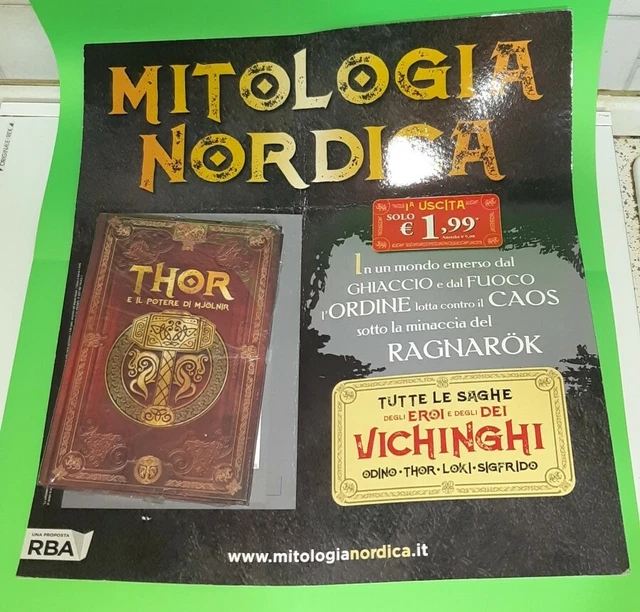 MITOLOGIA
NORDICA
1A USCITA
SOLO
€ 1,99*
THOR
E IL POTERE DI MJOLNIR
In un mondo emerso dal
GHIACCIO e dal FUOCO
l'ORDINE lotta contro il CAOS
sotto la minaccia del
RAGNARÖK
TUTTE LE SAGHE
DEGLI EROI E DEGLI DEI
VICHINGHI
ODINO • THOR • LOKI • SIGFRIDO
UNA PROPOSTA
RBA
www.mitologianordica.it